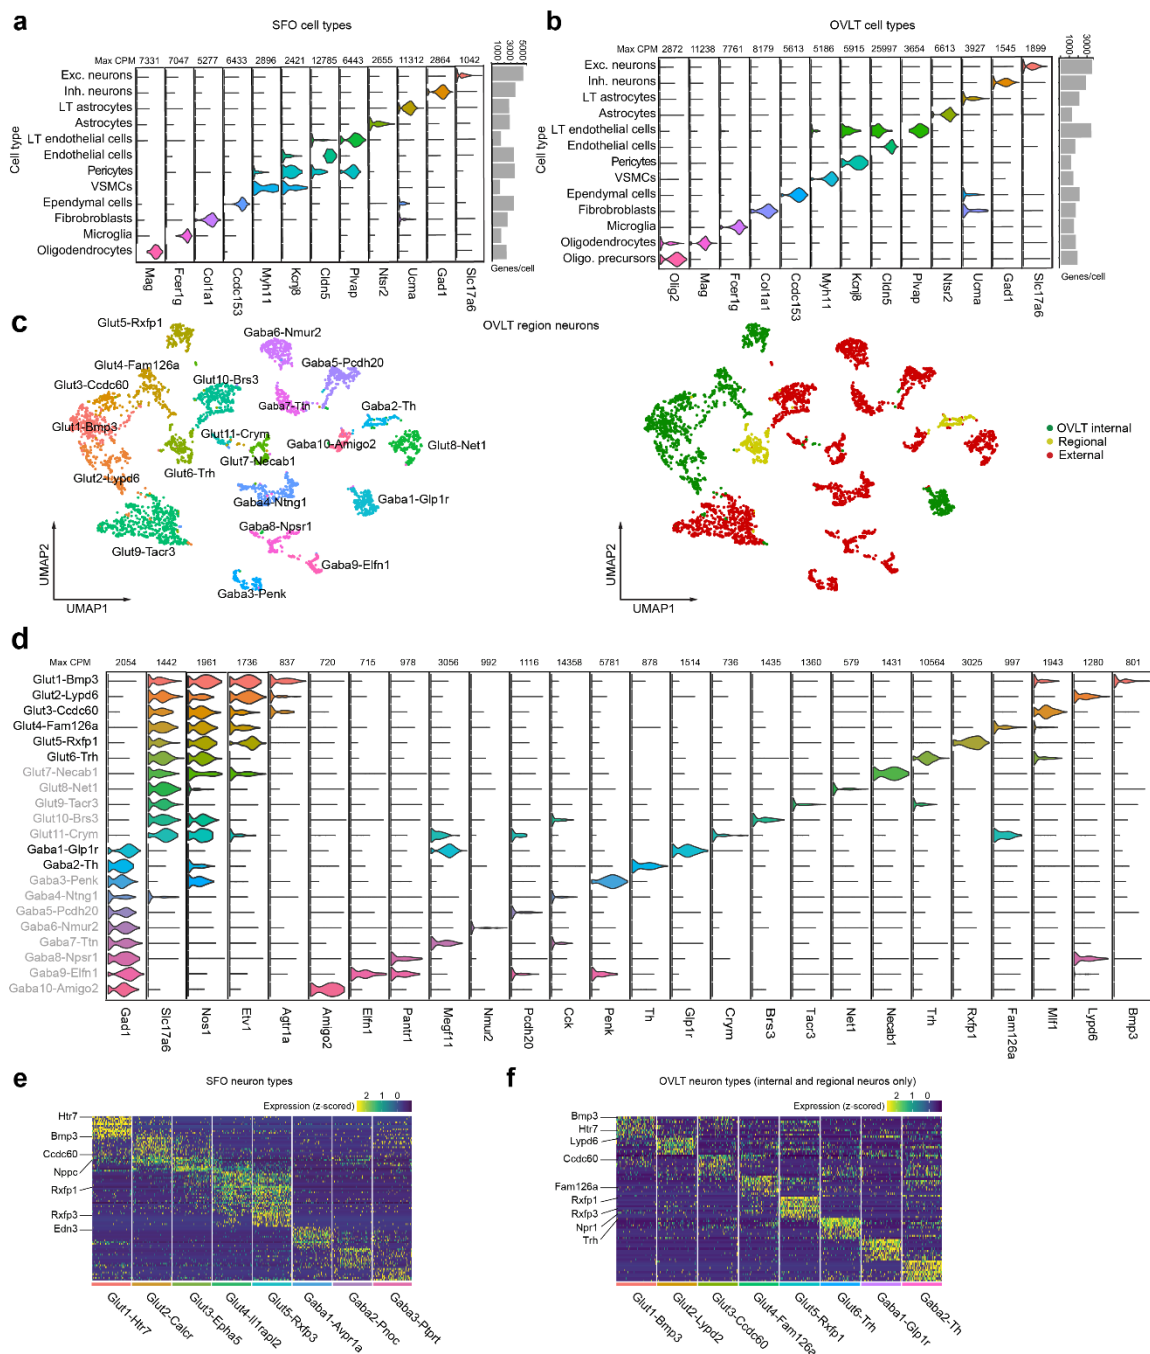 a
SFO cell types
Max CPM 7331 7047 5277 6433 2896 2421 12785 6443 2655 11312 2864 1042
1000 3000 5000
Exc. neurons
Inh. neurons
LT astrocytes
Astrocytes
LT endothelial cells
Endothelial cells
Pericytes
VSMCs
Ependymal cells
Fibrobroblasts
Microglia
Oligodendrocytes
Cell type
Genes/cell
Mag Fcer1g Col1a1 Ccdc153 Myh11 Kcnj8 Cldn5 Plvap Ntsr2 Ucma Gad1 Slc17a6
b
OVLT cell types
Max CPM 2872 11238 7761 8179 5613 5186 5915 25997 3654 6613 3927 1545 1899
1000 3000
Exc. neurons
Inh. neurons
LT astrocytes
Astrocytes
LT endothelial cells
Endothelial cells
Pericytes
VSMCs
Ependymal cells
Fibrobroblasts
Microglia
Oligodendrocytes
Oligo. precursors
Cell type
Genes/cell
Olig2 Mag Fcer1g Col1a1 Ccdc153 Myh11 Kcnj8 Cldn5 Plvap Ntsr2 Ucma Gad1 Slc17a6
c
OVLT region neurons
Glut5-Rxfp1
Gaba6-Nmur2
Glut4-Fam126a
Gaba5-Pcdh20
Glut3-Ccdc60
Glut10-Brs3
Gaba7-Ttn
Gaba2-Th
Glut1-Bmp3
Glut11-Crym
Gaba10-Amigo2
Glut8-Net1
Glut7-Necab1
Glut6-Trh
Glut2-Lypd6
Gaba4-Ntng1
Gaba1-Glp1r
Gaba8-Npsr1
Glut9-Tacr3
Gaba9-Elfn1
Gaba3-Penk
UMAP2
UMAP1
OVLT internal
Regional
External
UMAP2
UMAP1
d
Max CPM 2054 1442 1961 1736 837 720 715 978 3056 992 1116 14358 5781 878 1514 736 1435 1360 579 1431 10564 3025 997 1943 1280 801
Glut1-Bmp3
Glut2-Lypd6
Glut3-Ccdc60
Glut4-Fam126a
Glut5-Rxfp1
Glut6-Trh
Glut7-Necab1
Glut8-Net1
Glut9-Tacr3
Glut10-Brs3
Glut11-Crym
Gaba1-Glp1r
Gaba2-Th
Gaba3-Penk
Gaba4-Ntng1
Gaba5-Pcdh20
Gaba6-Nmur2
Gaba7-Ttn
Gaba8-Npsr1
Gaba9-Elfn1
Gaba10-Amigo2
Gad1 Slc17a6 Nos1 Etv1 Agtr1a Amigo2 Elfn1 Pantr1 Megf11 Nmur2 Pcdh20 Cck Penk Th Glp1r Crym Brs3 Tacr3 Net1 Necab1 Trh Rxfp1 Fam126a Mlf1 Lypd6 Bmp3
e
SFO neuron types
Expression (z-scored) 2 1 0
Htr7
Bmp3
Ccdc60
Nppc
Rxfp1
Rxfp3
Edn3
Glut1-Htr7 Glut2-Calcr Glut3-Epha5 Glut4-Il1rapl2 Glut5-Rxfp3 Gaba1-Avpr1a Gaba2-Pnoc Gaba3-Ptprt
f
OVLT neuron types (internal and regional neuros only)
Expression (z-scored) 2 1 0
Bmp3
Htr7
Lypd6
Ccdc60
Fam126a
Rxfp1
Rxfp3
Npr1
Trh
Glut1-Bmp3 Glut2-Lypd2 Glut3-Ccdc60 Glut4-Fam126a Glut5-Rxfp1 Glut6-Trh Gaba1-Glp1r Gaba2-Th